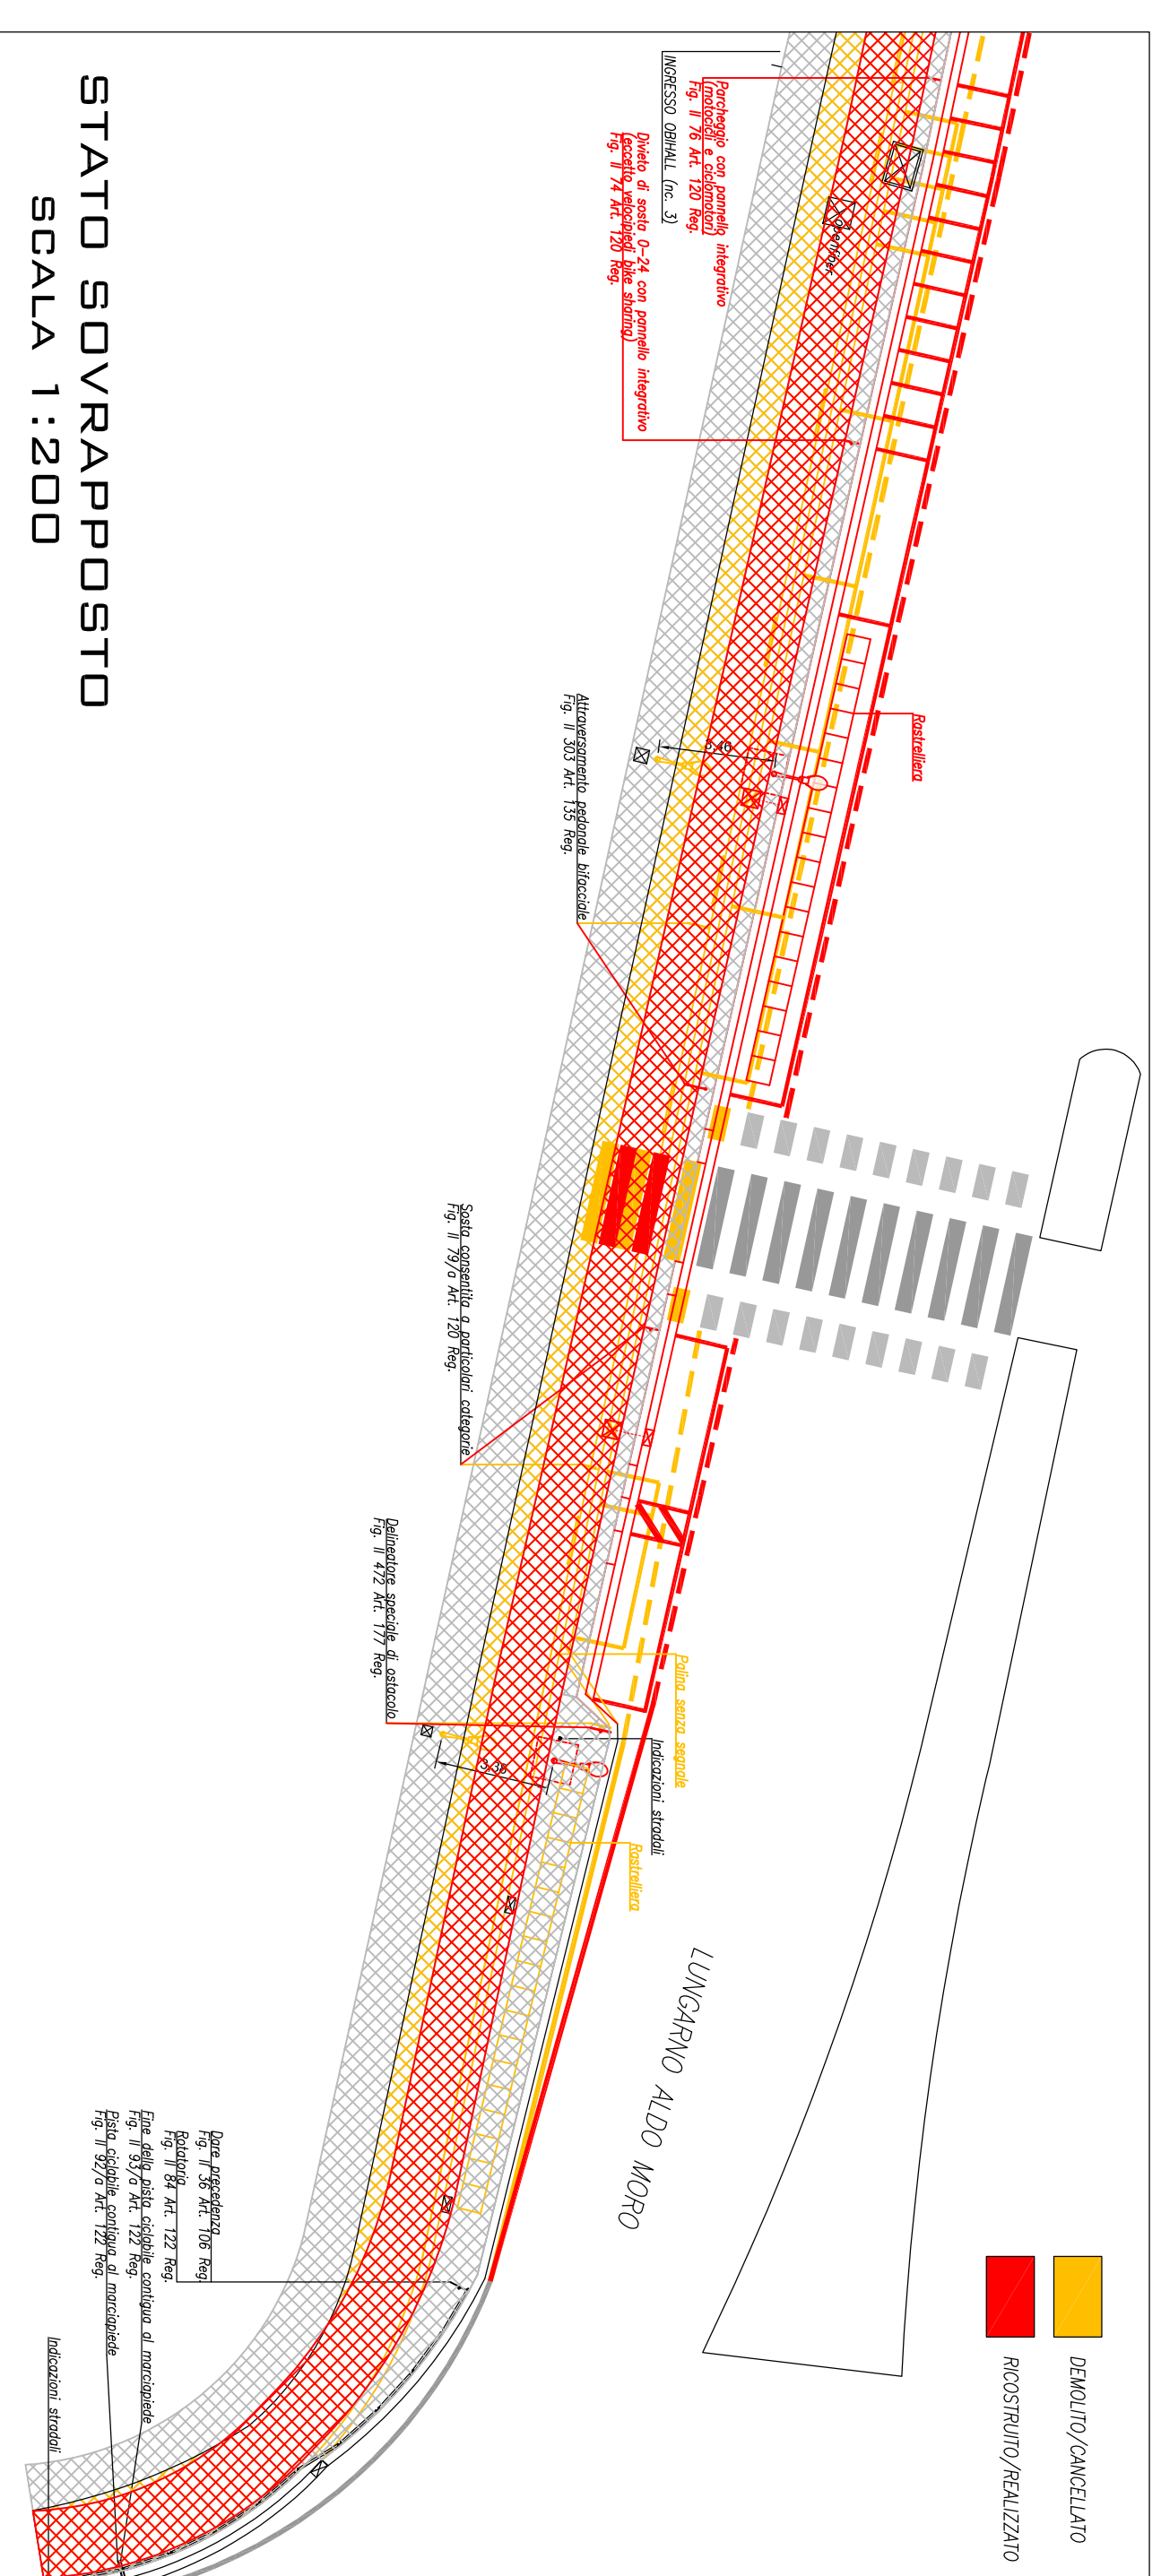 STATO SOVRAPPOSTO
SCALA 1:200
Parcheggio con pannello integrativo
(motocicli e ciclomotori)
Fig. II 76 Art. 120 Reg.
INGRESSO OBIHALL (nc. 3)
Divieto di sosta 0-24 con pannello integrativo
(eccetto velocipiedi bike sharing)
Fig. II 74 Art. 120 Reg.
Rastrelliera
Attraversamento pedonale bifacciale
Fig. II 303 Art. 135 Reg.
Sosta consentita a particolari categorie
Fig. II 79/a Art. 120 Reg.
Delineatore speciale di ostacolo
Fig. II 472 Art. 177 Reg.
Palina senza segnale
Indicazioni stradali
3,36
Rastrelliera
LUNGARNO ALDO MORO
Dare precedenza
Fig. II 36 Art. 106 Reg.
Rotatoria
Fig. II 84 Art. 122 Reg.
Fine della pista ciclabile contigua al marciapiede
Fig. II 93/a Art. 122 Reg.
Pista ciclabile contigua al marciapiede
Fig. II 92/a Art. 122 Reg.
Indicazioni stradali
DEMOLITO/CANCELLATO
RICOSTRUITO/REALIZZATO